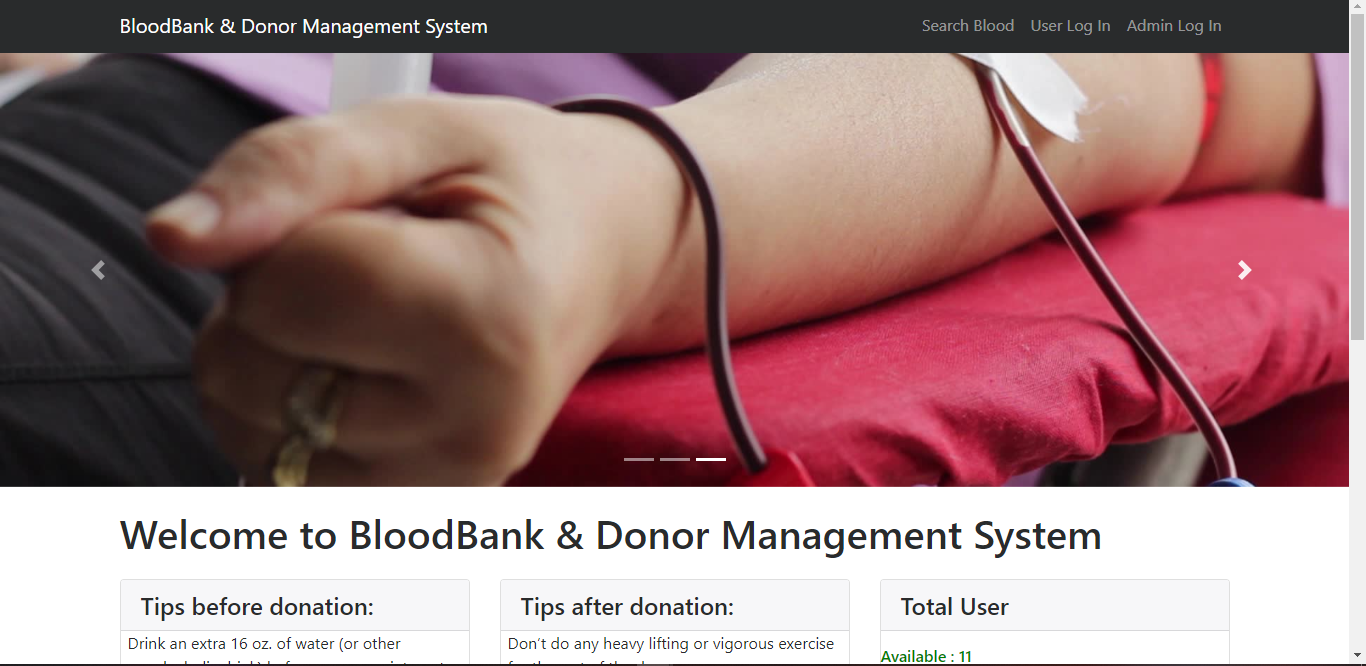 BloodBank & Donor Management System
Search Blood
User Log In
Admin Log In
Welcome to BloodBank & Donor Management System
Tips before donation:
Drink an extra 16 oz. of water (or other
Tips after donation:
Don’t do any heavy lifting or vigorous exercise
Total User
Available : 11